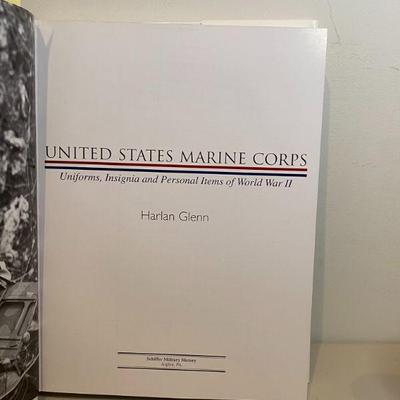 UNITED STATES MARINE CORPS
Uniforms, Insignia and Personal Items of World War II
Harlan Glenn
Schiffer Military History
Atglen, PA